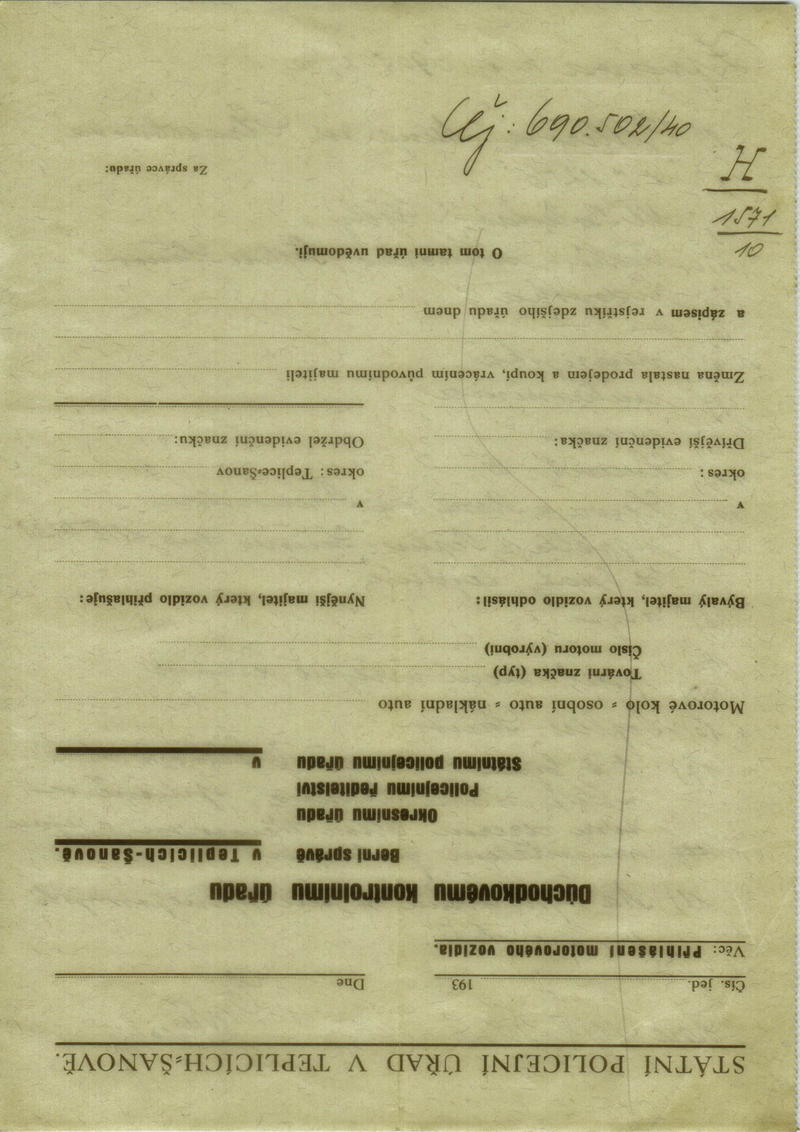 STÁTNÍ POLICEJNÍ ÚŘAD V TEPLICÍCH-ŠANOVĚ.
Čís. jed. 193 Dne
Věc: Přihlášení motorového vozidla.
Důchodkovému kontrolnímu úřadu
Berní správě v Teplicích-Šanově.
Okresnímu úřadu
Policejnímu ředitelství
Státnímu policejnímu úřadu v
Motorové kolo - osobní auto - nákladní auto
Tovární značka (typ)
Číslo motoru (výrobní)
Bývalý majitel, který vozidlo odhlásil: Nynější majitel, který vozidlo přihlašuje:
v v
okres: okres: Teplice-Šanov
Dřívější evidenční značka: Obdržel evidenční značku:
Změna nastala prodejem a koupí, vrácením původnímu majiteli
a zápisem v rejstříku zdejšího úřadu dnem
O tom tamní úřad uvědomuji.
Za správce úřadu:
Čj: 690.502/40
H
1571
10